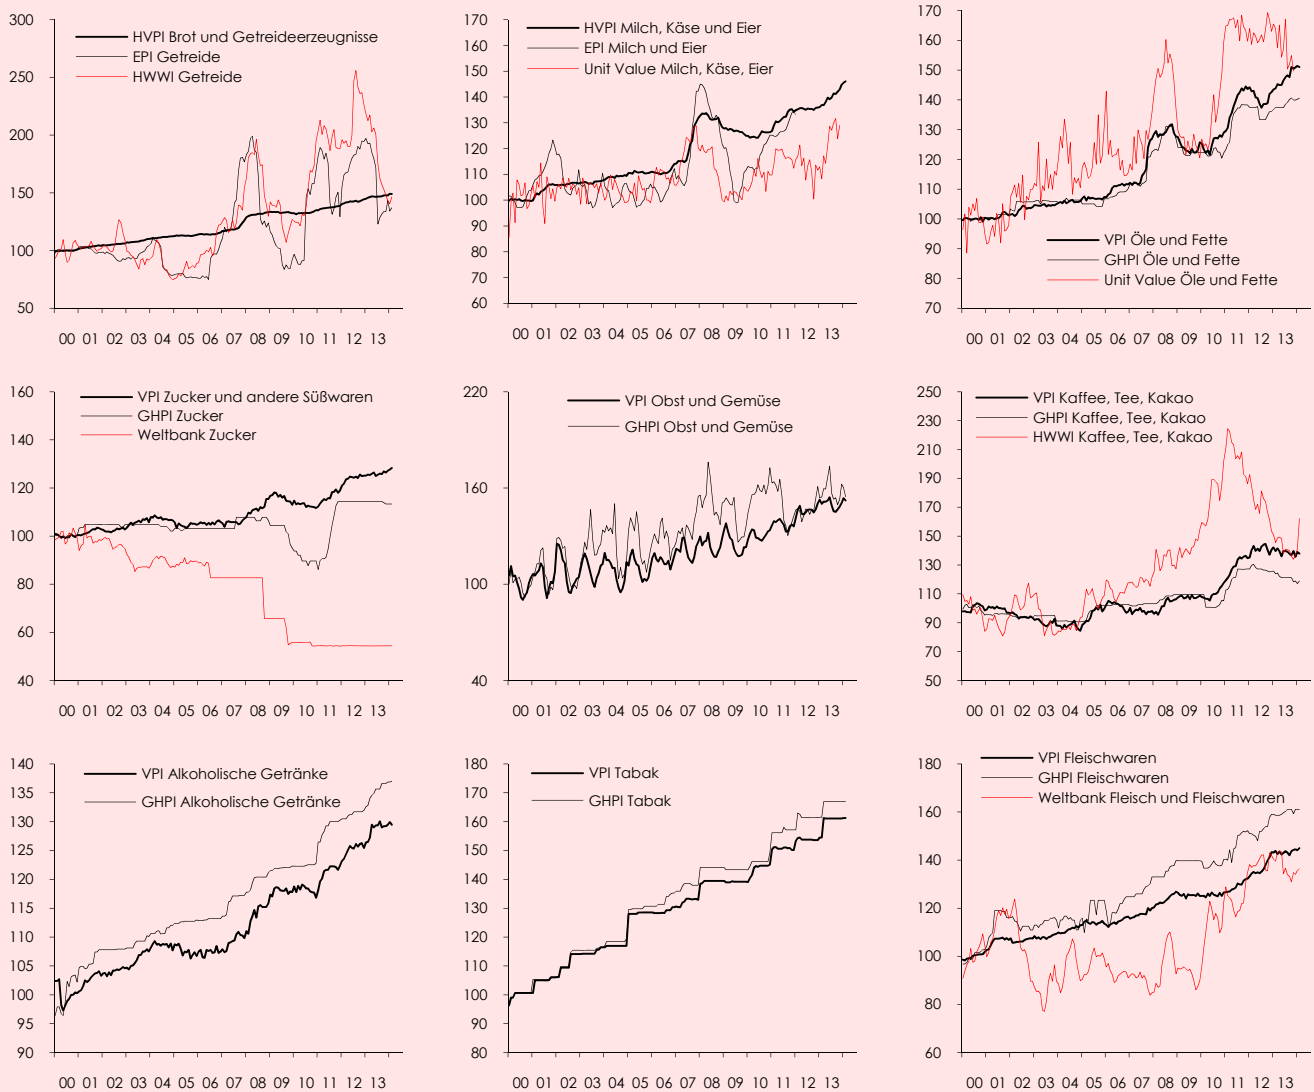 HVPI Brot und Getreideerzeugnisse
EPI Getreide
HWWI Getreide
300
250
200
150
100
50
00 01 02 03 04 05 06 07 08 09 10 11 12 13
HVPI Milch, Käse und Eier
EPI Milch und Eier
Unit Value Milch, Käse, Eier
170
160
150
140
130
120
110
100
90
80
70
60
00 01 02 03 04 05 06 07 08 09 10 11 12 13
170
160
150
140
130
120
110
100
90
80
70
VPI Öle und Fette
GHPI Öle und Fette
Unit Value Öle und Fette
00 01 02 03 04 05 06 07 08 09 10 11 12 13
VPI Zucker und andere Süßwaren
GHPI Zucker
Weltbank Zucker
160
140
120
100
80
60
40
00 01 02 03 04 05 06 07 08 09 10 11 12 13
VPI Obst und Gemüse
GHPI Obst und Gemüse
220
160
100
40
00 01 02 03 04 05 06 07 08 09 10 11 12 13
VPI Kaffee, Tee, Kakao
GHPI Kaffee, Tee, Kakao
HWWI Kaffee, Tee, Kakao
250
230
210
190
170
150
130
110
90
70
50
00 01 02 03 04 05 06 07 08 09 10 11 12 13
VPI Alkoholische Getränke
GHPI Alkoholische Getränke
140
135
130
125
120
115
110
105
100
95
90
00 01 02 03 04 05 06 07 08 09 10 11 12 13
VPI Tabak
GHPI Tabak
180
170
160
150
140
130
120
110
100
90
80
00 01 02 03 04 05 06 07 08 09 10 11 12 13
VPI Fleischwaren
GHPI Fleischwaren
Weltbank Fleisch und Fleischwaren
180
160
140
120
100
80
60
00 01 02 03 04 05 06 07 08 09 10 11 12 13